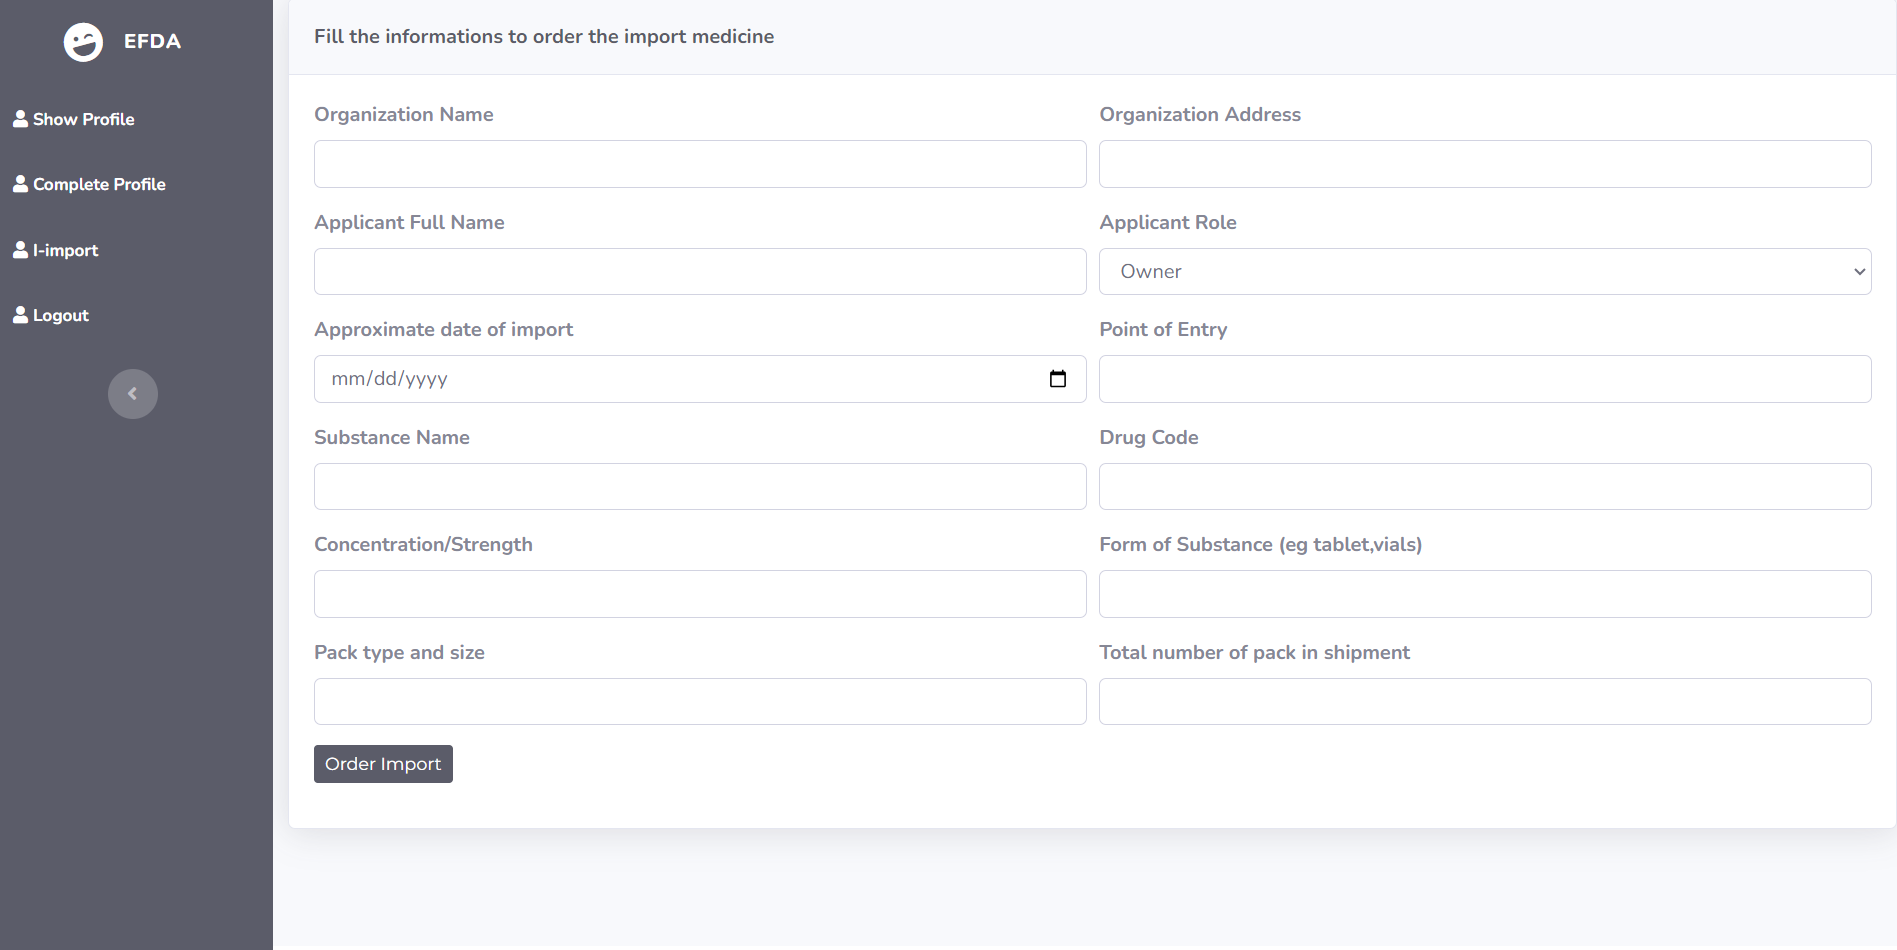 EFDA
Show Profile
Complete Profile
I-import
Logout
Fill the informations to order the import medicine
Organization Name
Organization Address
Applicant Full Name
Applicant Role
Owner
Approximate date of import
mm/dd/yyyy
Point of Entry
Substance Name
Drug Code
Concentration/Strength
Form of Substance (eg tablet,vials)
Pack type and size
Total number of pack in shipment
Order Import